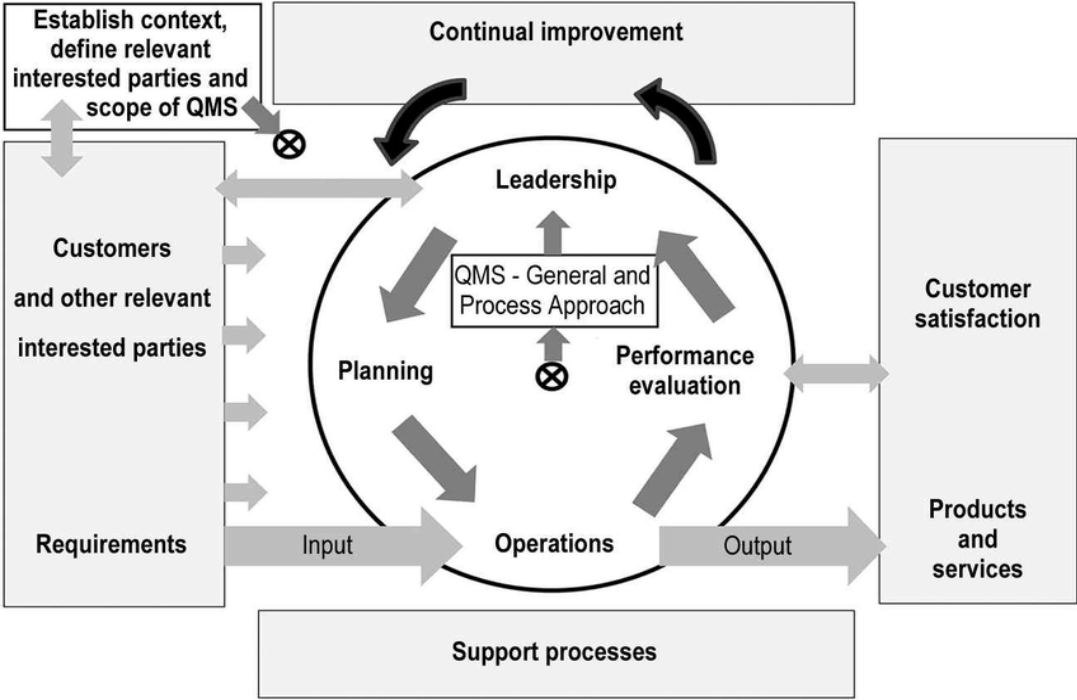 Establish context,
define relevant
interested parties and
scope of QMS
Continual improvement
Leadership
Customers
and other relevant
interested parties
QMS - General and
Process Approach
Customer
satisfaction
Planning
Performance
evaluation
Requirements
Input
Operations
Output
Products
and
services
Support processes